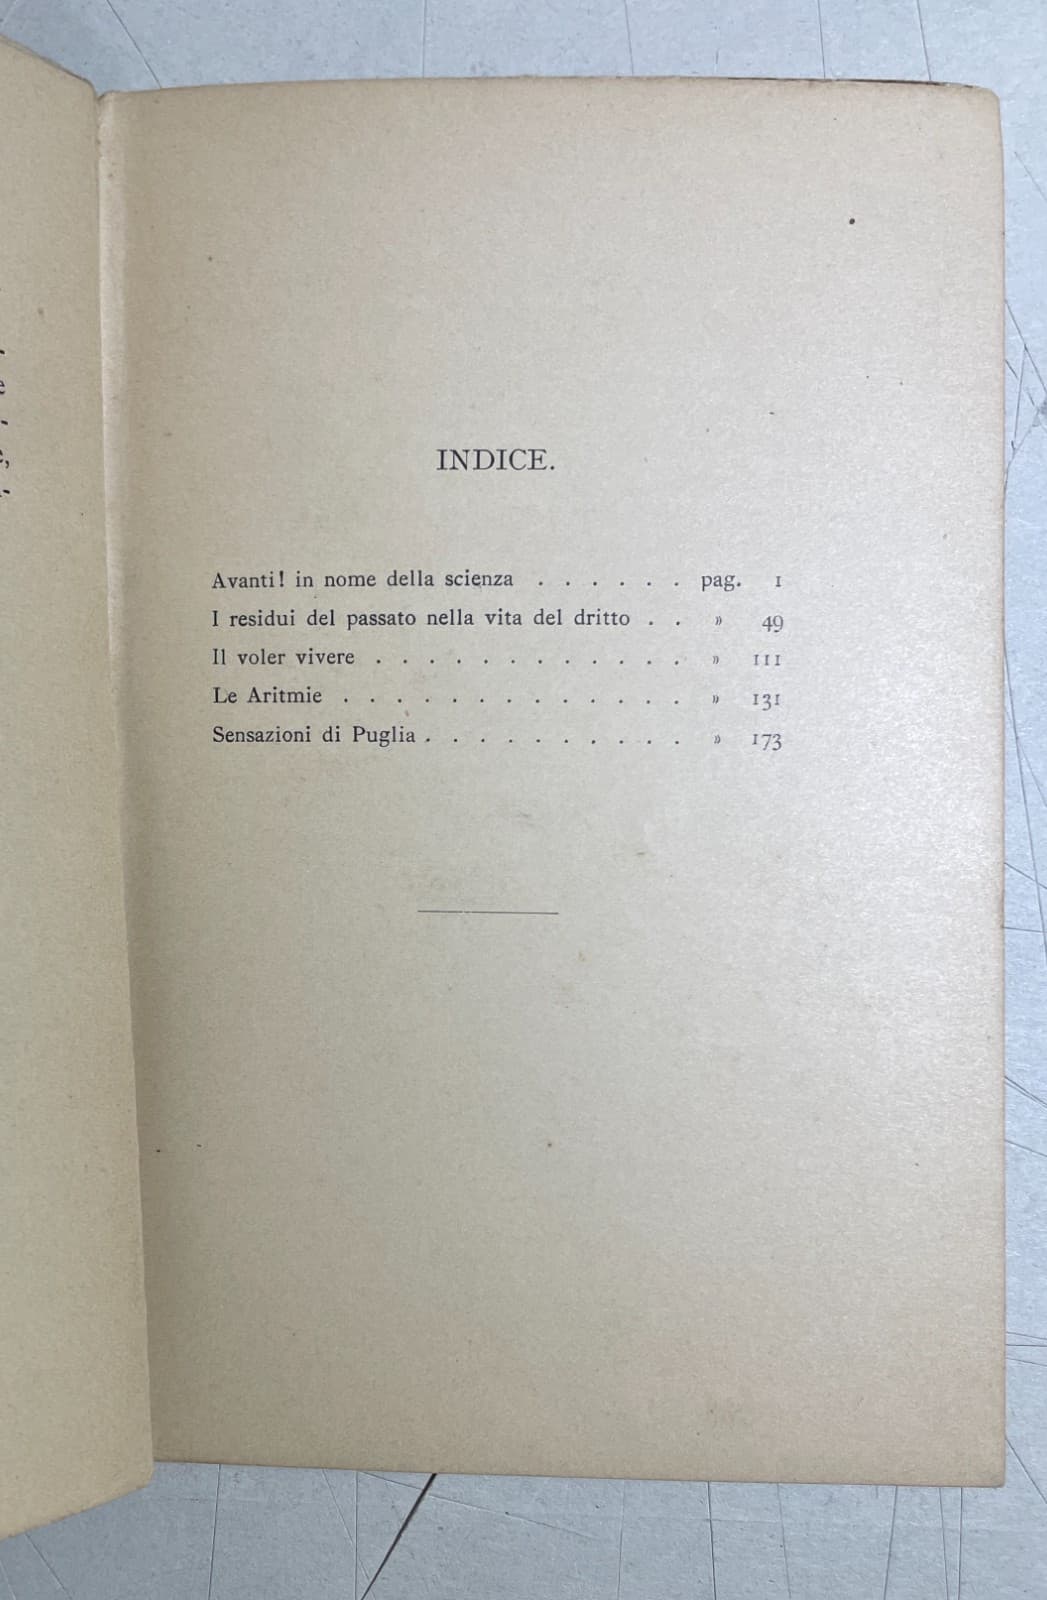 INDICE.
Avanti! in nome della scienza . . . . . . pag. 1
I residui del passato nella vita del dritto . . » 49
Il voler vivere . . . . . . . . . . . . » 111
Le Aritmie . . . . . . . . . . . . . » 131
Sensazioni di Puglia . . . . . . . . . . » 173